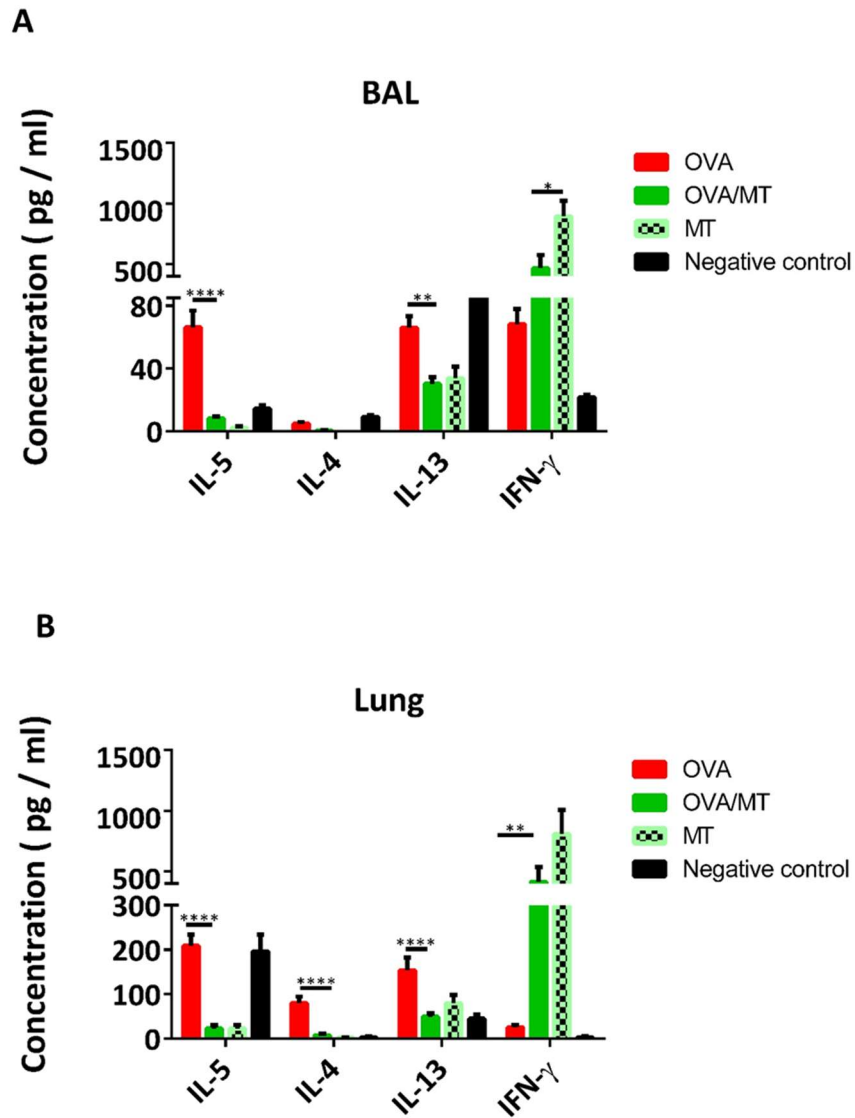 A
BAL
Concentration ( pg / ml)
1500
1000
500
80
40
0
****
**
*
IL-5
IL-4
IL-13
IFN-γ
OVA
OVA/MT
MT
Negative control
B
Lung
Concentration ( pg / ml)
1500
1000
500
300
200
100
0
****
****
****
**
IL-5
IL-4
IL-13
IFN-γ
OVA
OVA/MT
MT
Negative control